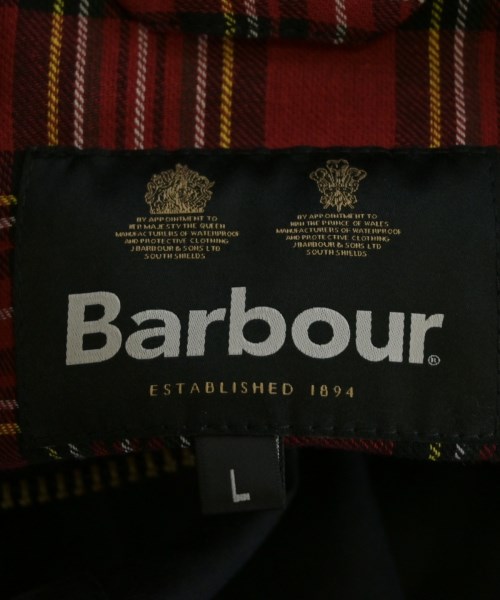 BY APPOINTMENT TO
HER MAJESTY THE QUEEN
MANUFACTURERS OF WATERPROOF
AND PROTECTIVE CLOTHING
J BARBOUR & SONS LTD
SOUTH SHIELDS
BY APPOINTMENT TO
HRH THE PRINCE OF WALES
MANUFACTURERS OF WATERPROOF
AND PROTECTIVE CLOTHING
J BARBOUR & SONS LTD
SOUTH SHIELDS
Barbour®
ESTABLISHED 1894
L